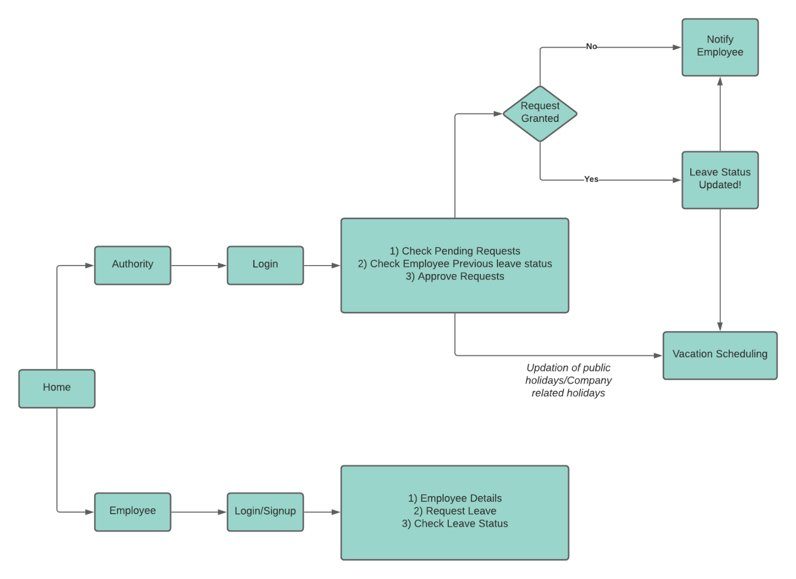 No
Notify
Employee
Request
Granted
Yes
Leave Status
Updated!
1) Check Pending Requests
2) Check Employee Previous leave status
3) Approve Requests
Authority
Login
Vacation Scheduling
Updation of public
holidays/Company
related holidays
Home
Employee
Login/Signup
1) Employee Details
2) Request Leave
3) Check Leave Status